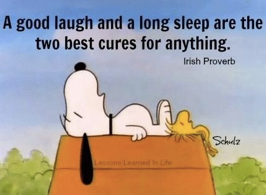 A good laugh and a long sleep are the
two best cures for anything.
Irish Proverb
Schulz
Lessons Learned In Life